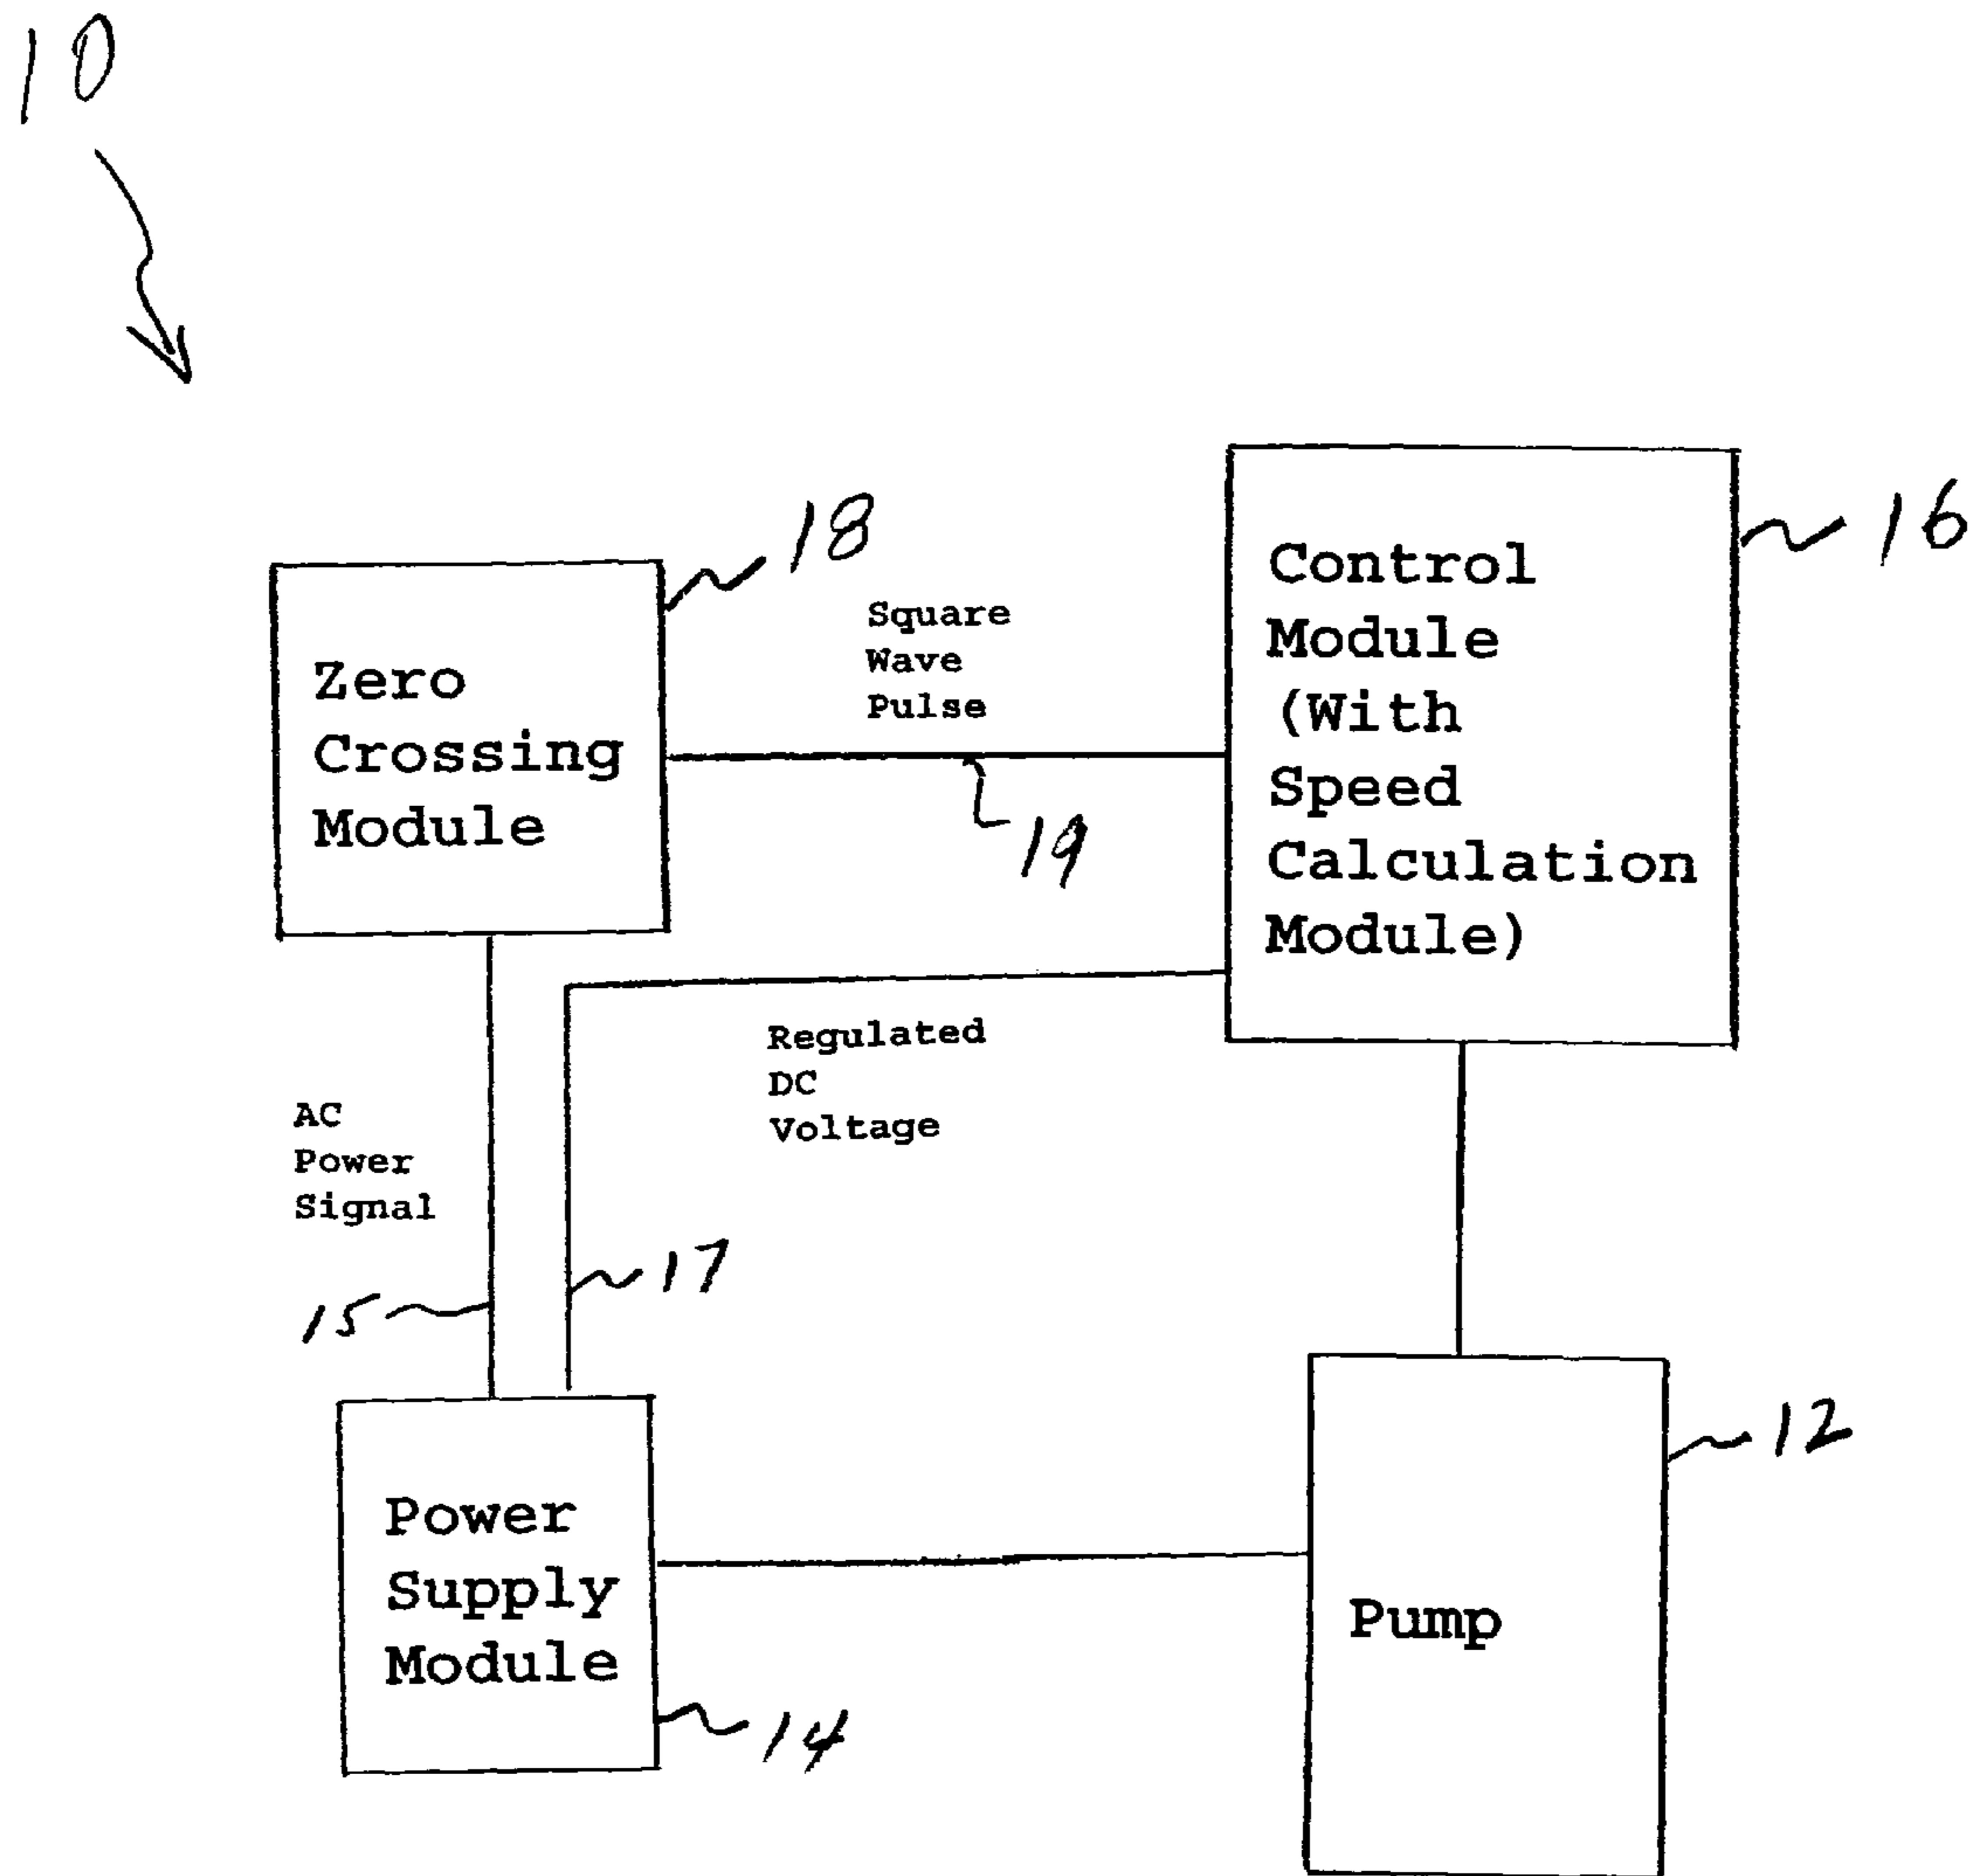 10
18
16
Zero
Crossing
Module
Square
Wave
Pulse
19
Control
Module
(With
Speed
Calculation
Module)
Regulated
DC
Voltage
AC
Power
Signal
17
15
Power
Supply
Module
14
Pump
12